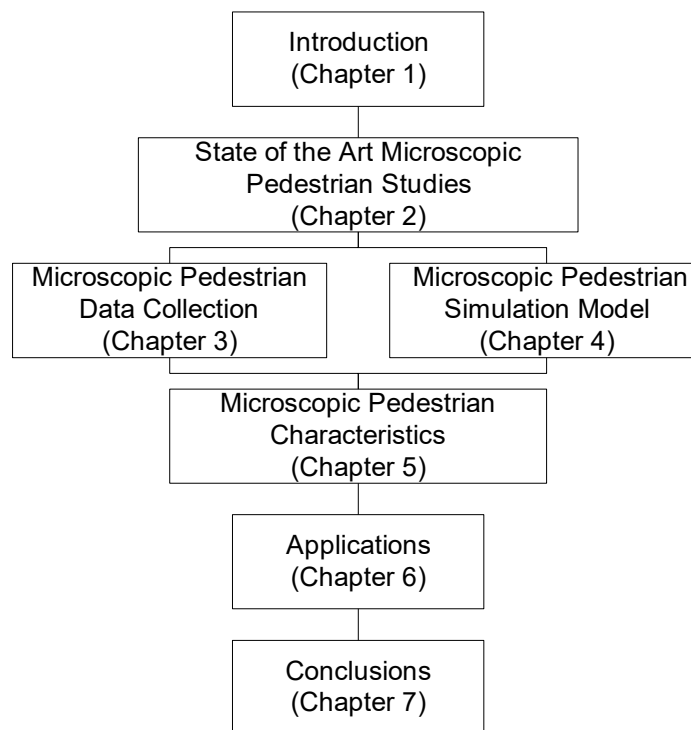 Introduction
(Chapter 1)
State of the Art Microscopic
Pedestrian Studies
(Chapter 2)
Microscopic Pedestrian
Data Collection
(Chapter 3)
Microscopic Pedestrian
Simulation Model
(Chapter 4)
Microscopic Pedestrian
Characteristics
(Chapter 5)
Applications
(Chapter 6)
Conclusions
(Chapter 7)